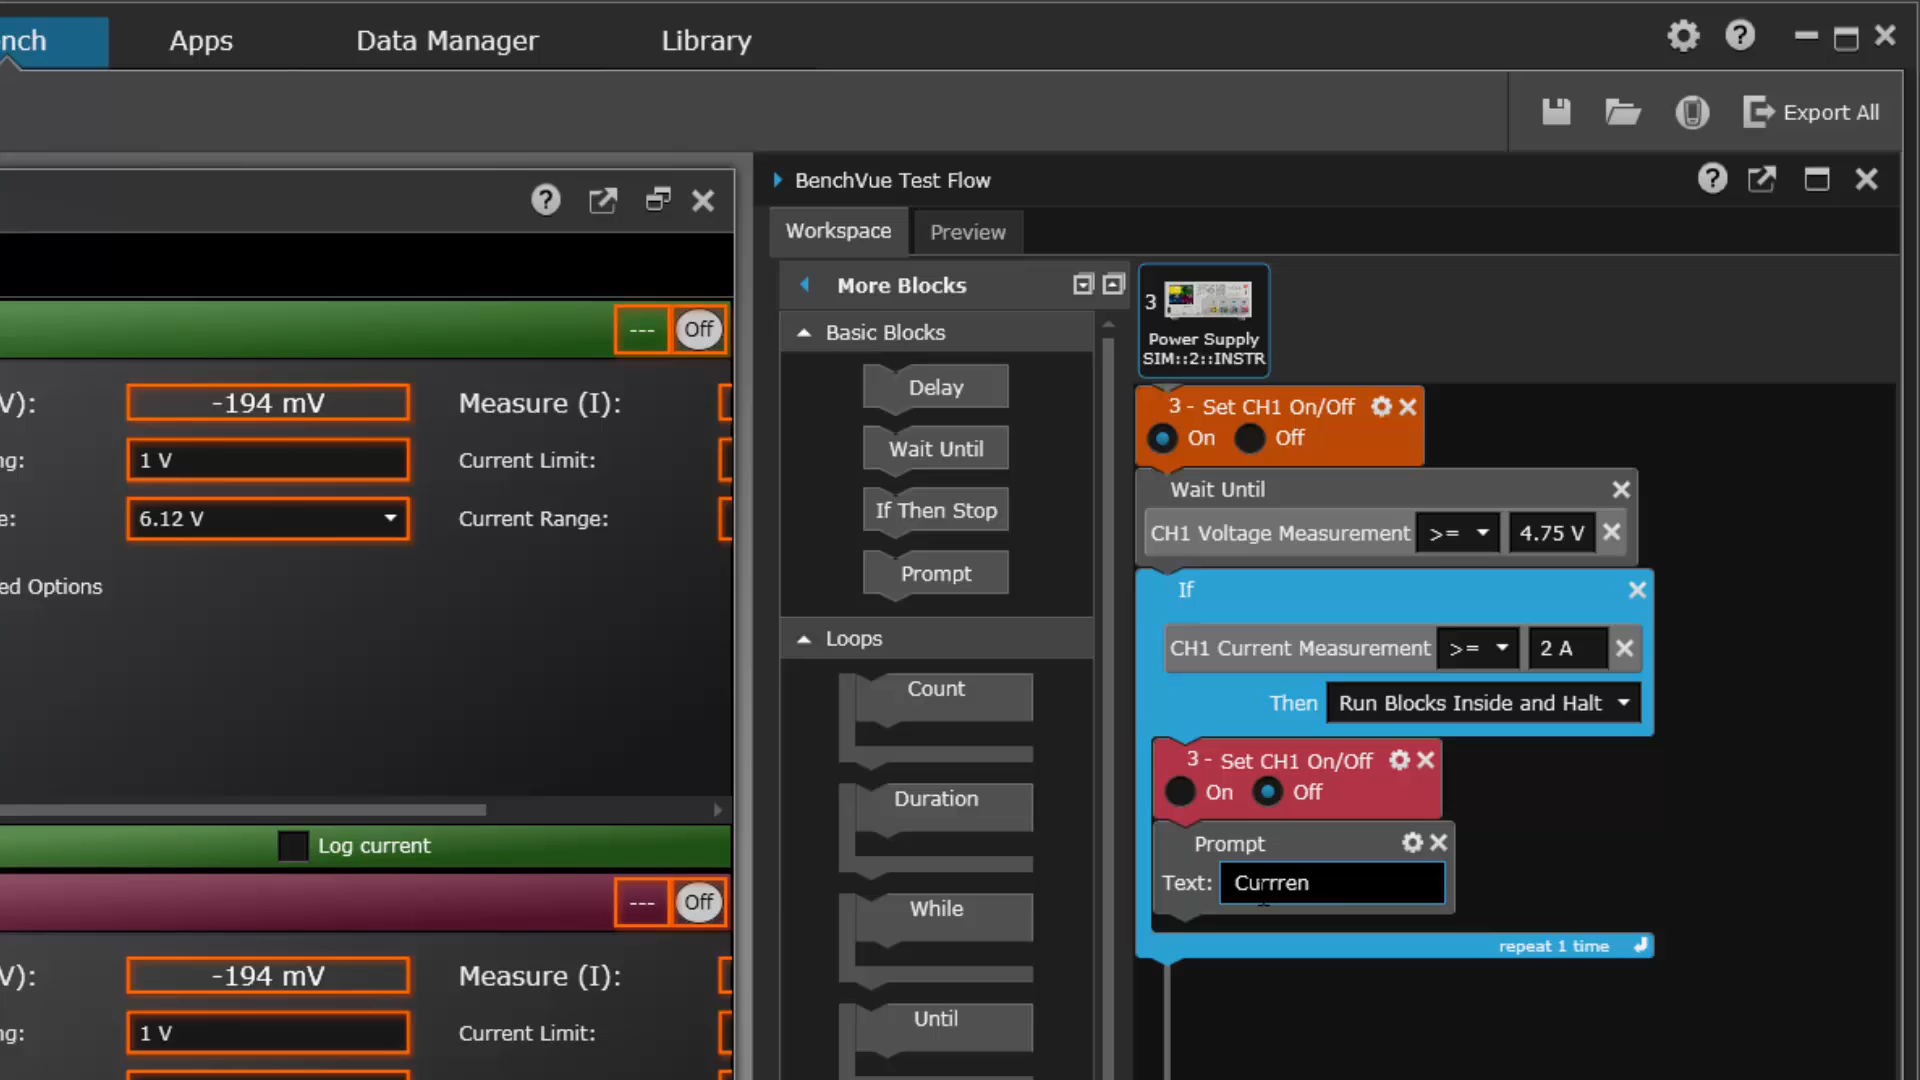 nch Apps Data Manager Library
Export All
BenchVue Test Flow
Workspace Preview
More Blocks
Basic Blocks
Delay
Wait Until
If Then Stop
Prompt
Loops
Count
Duration
While
Until
3
Power Supply
SIM::2::INSTR
3 - Set CH1 On/Off
On Off
Wait Until
CH1 Voltage Measurement >= 4.75 V
If
CH1 Current Measurement >= 2 A
Then Run Blocks Inside and Halt
3 - Set CH1 On/Off
On Off
Prompt
Text: Currren
repeat 1 time
--- Off
V): -194 mV Measure (I):
ng: 1 V Current Limit:
e: 6.12 V Current Range:
ed Options
Log current
--- Off
V): -194 mV Measure (I):
ng: 1 V Current Limit: